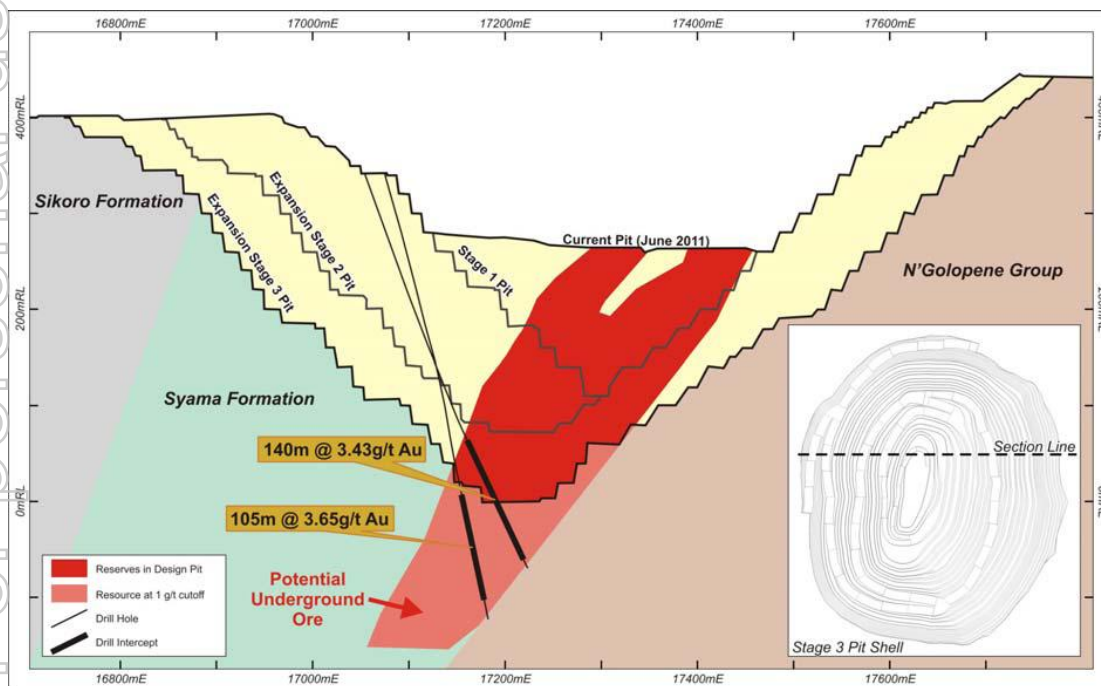 16800mE 17000mE 17200mE 17400mE 17600mE
400mRL
Sikoro Formation
Expansion Stage 2 Pit
Expansion Stage 3 Pit
Stage 1 Pit
Current Pit (June 2011)
N'Golopene Group
200mRL
Syama Formation
140m @ 3.43g/t Au
Section Line
0mRL
105m @ 3.65g/t Au
Reserves in Design Pit
Resource at 1 g/t cutoff
Drill Hole
Drill Intercept
Potential
Underground
Ore
Stage 3 Pit Shell
16800mE 17000mE 17200mE 17400mE 17600mE